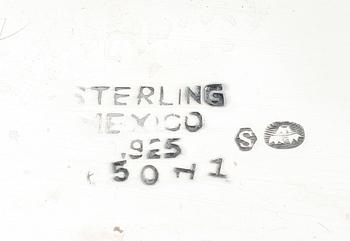 STERLING
MEXICO
.925 S
50-1